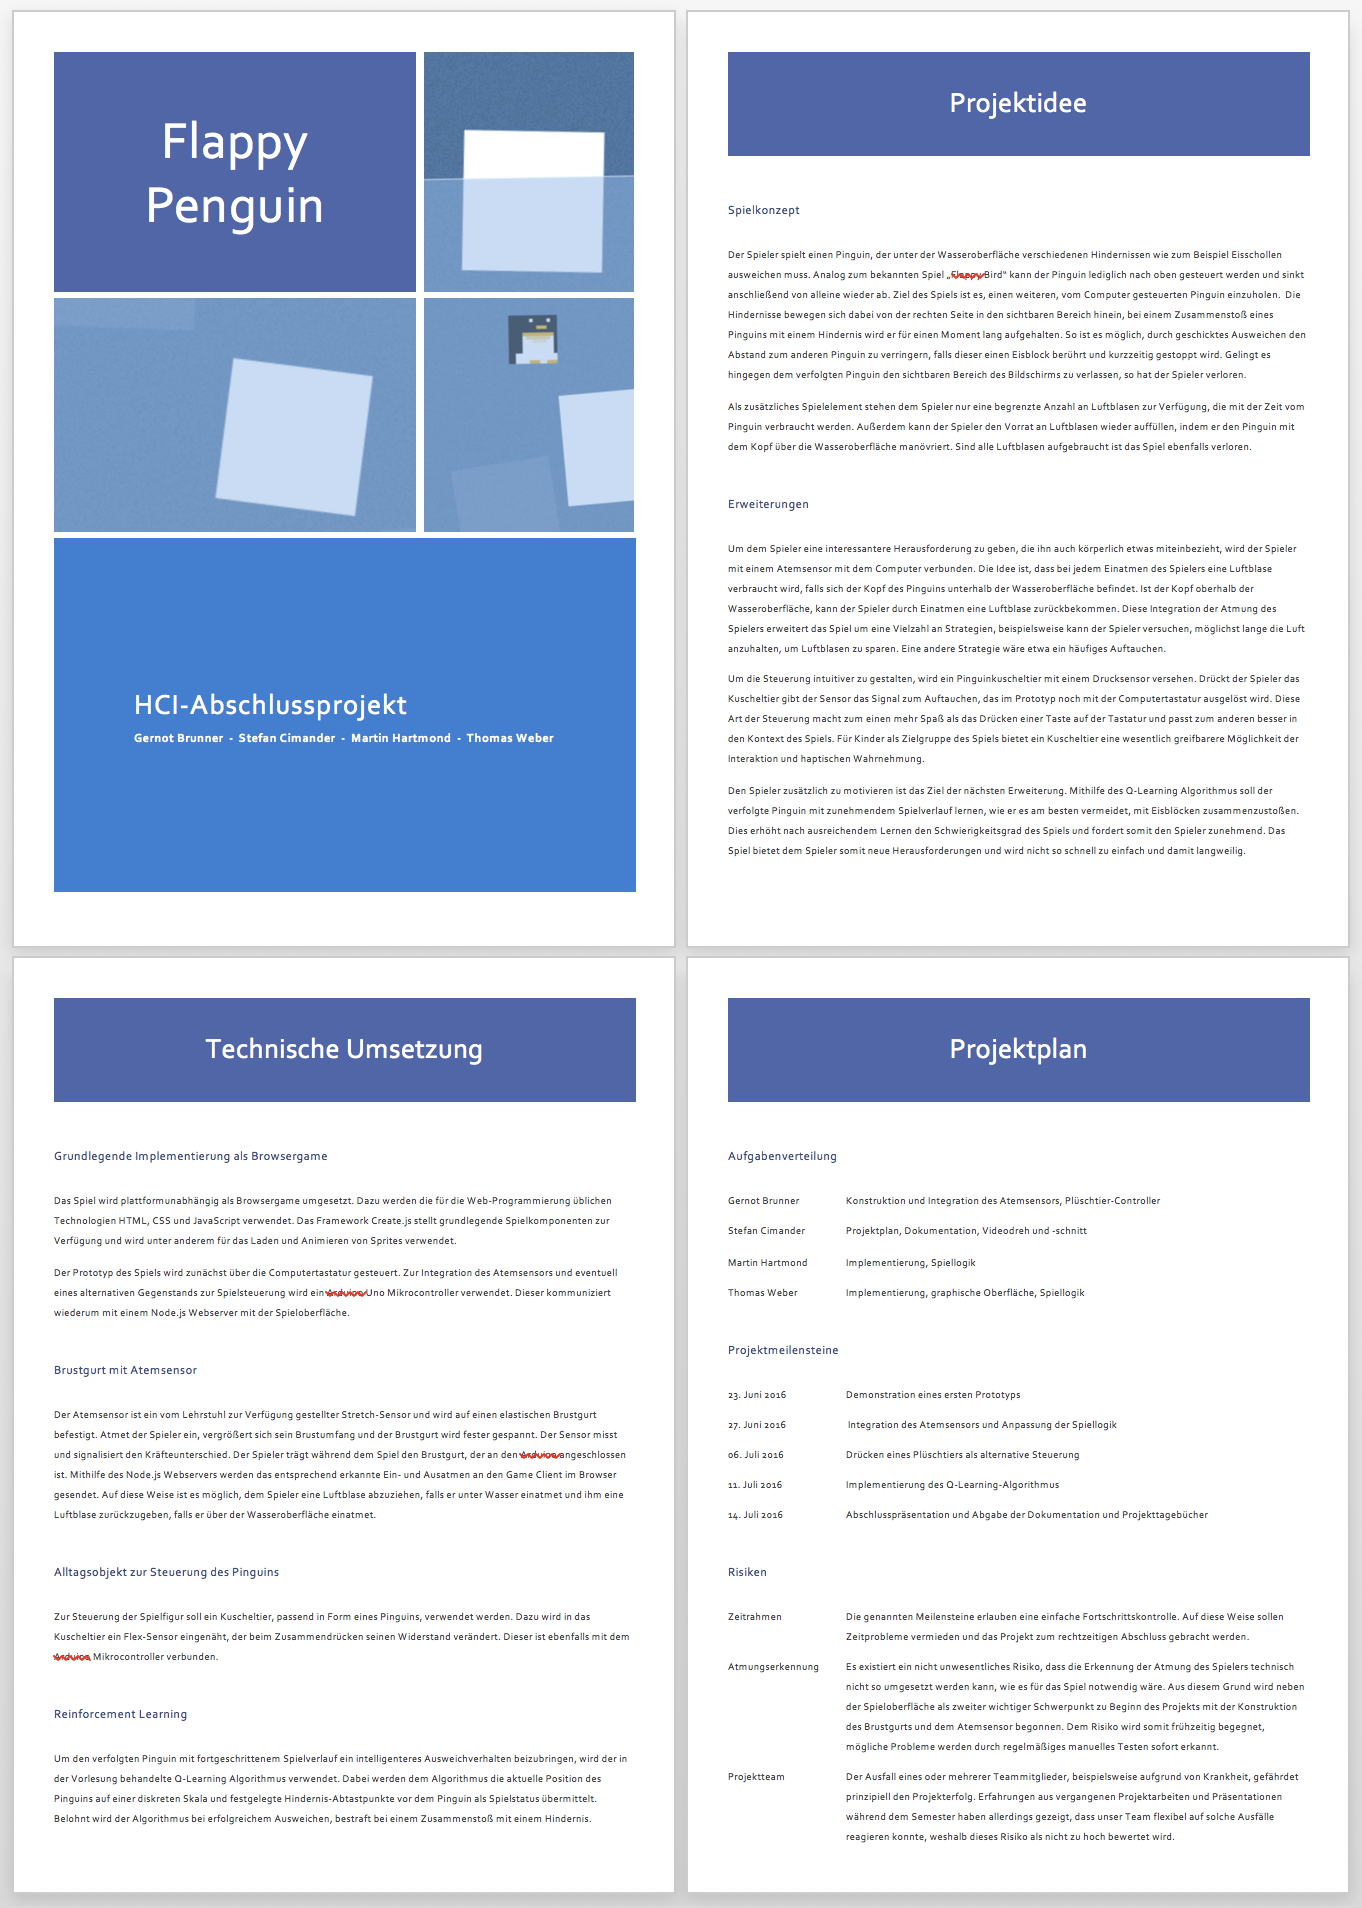 Flappy
Penguin
HCI-Abschlussprojekt
Gernot Brunner - Stefan Cimander - Martin Hartmond - Thomas Weber
Projektidee
Spielkonzept
Der Spieler spielt einen Pinguin, der unter der Wasseroberfläche verschiedenen Hindernissen wie zum Beispiel Eisschollen
ausweichen muss. Analog zum bekannten Spiel „Flappy Bird“ kann der Pinguin lediglich nach oben gesteuert werden und sinkt
anschließend von alleine wieder ab. Ziel des Spiels ist es, einen weiteren, vom Computer gesteuerten Pinguin einzuholen. Die
Hindernisse bewegen sich dabei von der rechten Seite in den sichtbaren Bereich hinein, bei einem Zusammenstoß eines
Pinguins mit einem Hindernis wird er für einen Moment lang aufgehalten. So ist es möglich, durch geschicktes Ausweichen den
Abstand zum anderen Pinguin zu verringern, falls dieser einen Eisblock berührt und kurzzeitig gestoppt wird. Gelingt es
hingegen dem verfolgten Pinguin den sichtbaren Bereich des Bildschirms zu verlassen, so hat der Spieler verloren.
Als zusätzliches Spielelement stehen dem Spieler nur eine begrenzte Anzahl an Luftblasen zur Verfügung, die mit der Zeit vom
Pinguin verbraucht werden. Außerdem kann der Spieler den Vorrat an Luftblasen wieder auffüllen, indem er den Pinguin mit
dem Kopf über die Wasseroberfläche manövriert. Sind alle Luftblasen aufgebraucht ist das Spiel ebenfalls verloren.
Erweiterungen
Um dem Spieler eine interessantere Herausforderung zu geben, die ihn auch körperlich etwas miteinbezieht, wird der Spieler
mit einem Atemsensor mit dem Computer verbunden. Die Idee ist, dass bei jedem Einatmen des Spielers eine Luftblase
verbraucht wird, falls sich der Kopf des Pinguins unterhalb der Wasseroberfläche befindet. Ist der Kopf oberhalb der
Wasseroberfläche, kann der Spieler durch Einatmen eine Luftblase zurückbekommen. Diese Integration der Atmung des
Spielers erweitert das Spiel um eine Vielzahl an Strategien, beispielsweise kann der Spieler versuchen, möglichst lange die Luft
anzuhalten, um Luftblasen zu sparen. Eine andere Strategie wäre etwa ein häufiges Auftauchen.
Um die Steuerung intuitiver zu gestalten, wird ein Pinguinkuscheltier mit einem Drucksensor versehen. Drückt der Spieler das
Kuscheltier gibt der Sensor das Signal zum Auftauchen, das im Prototyp noch mit der Computertastatur ausgelöst wird. Diese
Art der Steuerung macht zum einen mehr Spaß als das Drücken einer Taste auf der Tastatur und passt zum anderen besser in
den Kontext des Spiels. Für Kinder als Zielgruppe des Spiels bietet ein Kuscheltier eine wesentlich greifbarere Möglichkeit der
Interaktion und haptischen Wahrnehmung.
Den Spieler zusätzlich zu motivieren ist das Ziel der nächsten Erweiterung. Mithilfe des Q-Learning Algorithmus soll der
verfolgte Pinguin mit zunehmendem Spielverlauf lernen, wie er es am besten vermeidet, mit Eisblöcken zusammenzustoßen.
Dies erhöht nach ausreichendem Lernen den Schwierigkeitsgrad des Spiels und fordert somit den Spieler zunehmend. Das
Spiel bietet dem Spieler somit neue Herausforderungen und wird nicht so schnell zu einfach und damit langweilig.
Technische Umsetzung
Grundlegende Implementierung als Browsergame
Das Spiel wird plattformunabhängig als Browsergame umgesetzt. Dazu werden die für die Web-Programmierung üblichen
Technologien HTML, CSS und JavaScript verwendet. Das Framework Create.js stellt grundlegende Spielkomponenten zur
Verfügung und wird unter anderem für das Laden und Animieren von Sprites verwendet.
Der Prototyp des Spiels wird zunächst über die Computertastatur gesteuert. Zur Integration des Atemsensors und eventuell
eines alternativen Gegenstands zur Spielsteuerung wird ein Arduino Uno Mikrocontroller verwendet. Dieser kommuniziert
wiederum mit einem Node.js Webserver mit der Spieloberfläche.
Brustgurt mit Atemsensor
Der Atemsensor ist ein vom Lehrstuhl zur Verfügung gestellter Stretch-Sensor und wird auf einen elastischen Brustgurt
befestigt. Atmet der Spieler ein, vergrößert sich sein Brustumfang und der Brustgurt wird fester gespannt. Der Sensor misst
und signalisiert den Kräfteunterschied. Der Spieler trägt während dem Spiel den Brustgurt, der an den Arduino angeschlossen
ist. Mithilfe des Node.js Webservers werden das entsprechend erkannte Ein- und Ausatmen an den Game Client im Browser
gesendet. Auf diese Weise ist es möglich, dem Spieler eine Luftblase abzuziehen, falls er unter Wasser einatmet und ihm eine
Luftblase zurückzugeben, falls er über der Wasseroberfläche einatmet.
Alltagsobjekt zur Steuerung des Pinguins
Zur Steuerung der Spielfigur soll ein Kuscheltier, passend in Form eines Pinguins, verwendet werden. Dazu wird in das
Kuscheltier ein Flex-Sensor eingenäht, der beim Zusammendrücken seinen Widerstand verändert. Dieser ist ebenfalls mit dem
Arduino Mikrocontroller verbunden.
Reinforcement Learning
Um den verfolgten Pinguin mit fortgeschrittenem Spielverlauf ein intelligenteres Ausweichverhalten beizubringen, wird der in
der Vorlesung behandelte Q-Learning Algorithmus verwendet. Dabei werden dem Algorithmus die aktuelle Position des
Pinguins auf einer diskreten Skala und festgelegte Hindernis-Abtastpunkte vor dem Pinguin als Spielstatus übermittelt.
Belohnt wird der Algorithmus bei erfolgreichem Ausweichen, bestraft bei einem Zusammenstoß mit einem Hindernis.
Projektplan
Aufgabenverteilung
Gernot Brunner Konstruktion und Integration des Atemsensors, Plüschtier-Controller
Stefan Cimander Projektplan, Dokumentation, Videodreh und -schnitt
Martin Hartmond Implementierung, Spiellogik
Thomas Weber Implementierung, graphische Oberfläche, Spiellogik
Projektmeilensteine
23. Juni 2016 Demonstration eines ersten Prototyps
27. Juni 2016 Integration des Atemsensors und Anpassung der Spiellogik
06. Juli 2016 Drücken eines Plüschtiers als alternative Steuerung
11. Juli 2016 Implementierung des Q-Learning-Algorithmus
14. Juli 2016 Abschlusspräsentation und Abgabe der Dokumentation und Projekttagebücher
Risiken
Zeitrahmen Die genannten Meilensteine erlauben eine einfache Fortschrittskontrolle. Auf diese Weise sollen
Zeitprobleme vermieden und das Projekt zum rechtzeitigen Abschluss gebracht werden.
Atmungserkennung Es existiert ein nicht unwesentliches Risiko, dass die Erkennung der Atmung des Spielers technisch
nicht so umgesetzt werden kann, wie es für das Spiel notwendig wäre. Aus diesem Grund wird neben
der Spieloberfläche als zweiter wichtiger Schwerpunkt zu Beginn des Projekts mit der Konstruktion
des Brustgurts und dem Atemsensor begonnen. Dem Risiko wird somit frühzeitig begegnet,
mögliche Probleme werden durch regelmäßiges manuelles Testen sofort erkannt.
Projektteam Der Ausfall eines oder mehrerer Teammitglieder, beispielsweise aufgrund von Krankheit, gefährdet
prinzipiell den Projekterfolg. Erfahrungen aus vergangenen Projektarbeiten und Präsentationen
während dem Semester haben allerdings gezeigt, dass unser Team flexibel auf solche Ausfälle
reagieren konnte, weshalb dieses Risiko als nicht zu hoch bewertet wird.